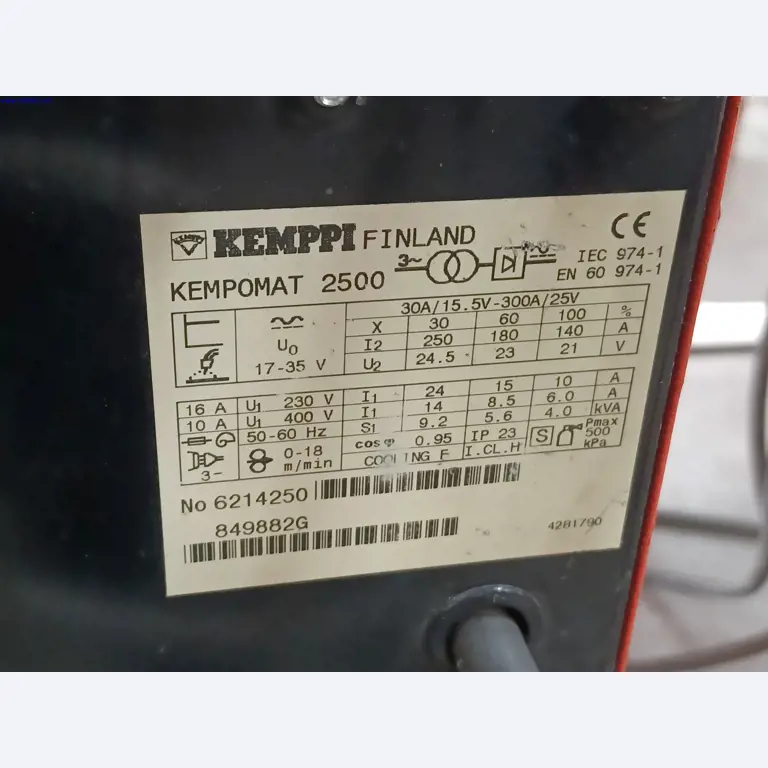 KEMPPI FINLAND CE
KEMPOMAT 2500 3~ IEC 974-1
EN 60 974-1
30A/15.5V-300A/25V
X 30 60 100 %
U0 I2 250 180 140 A
17-35 V U2 24.5 23 21 V
16 A U1 230 V I1 24 15 10 A
10 A U1 400 V I1 14 8.5 6.0 A
50-60 Hz S1 9.2 5.6 4.0 kVA
cos φ 0.95 IP 23 S Pmax 500 kPa
3~ 0-18 m/min COOLING F I.CL.H
No 6214250
849882G
4281790